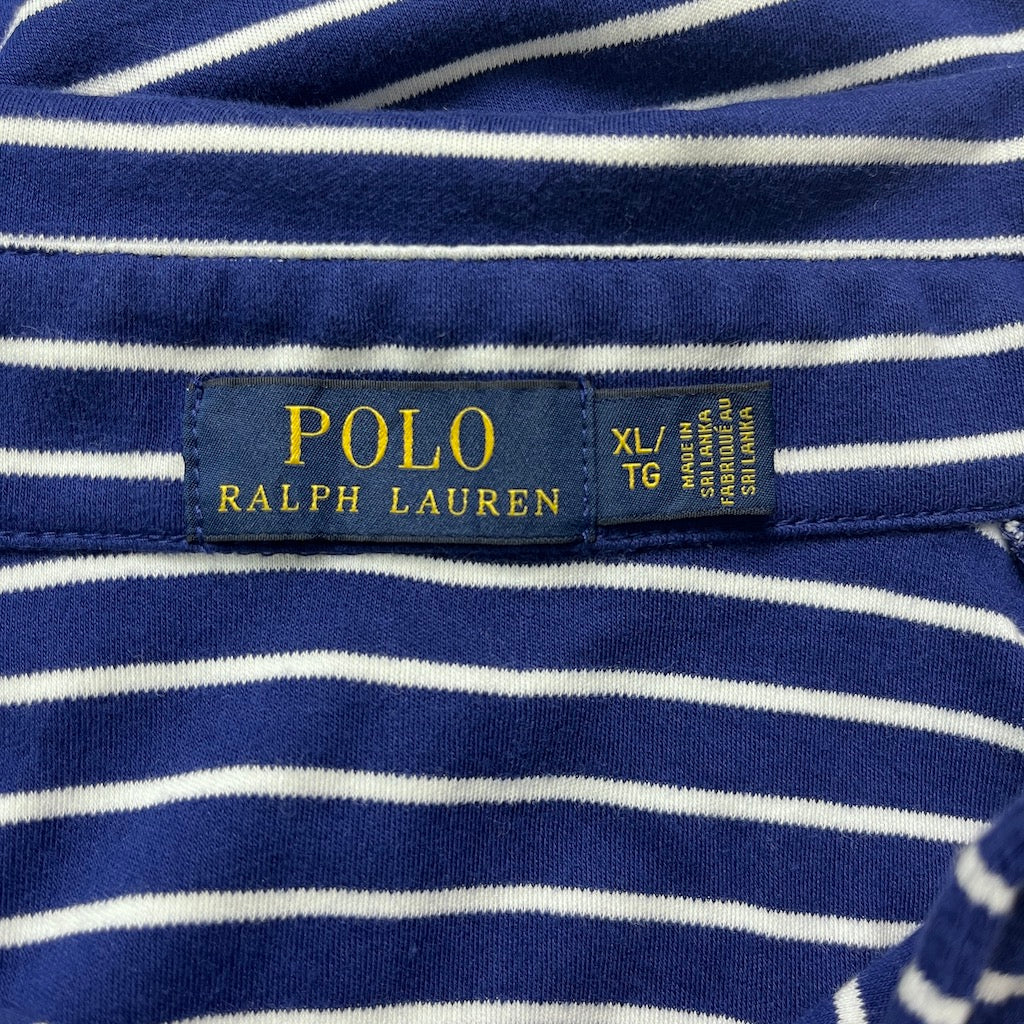 POLO
RALPH LAUREN
XL/
TG
MADE IN
SRI LANKA
FABRIQUÉ AU
SRI LANKA